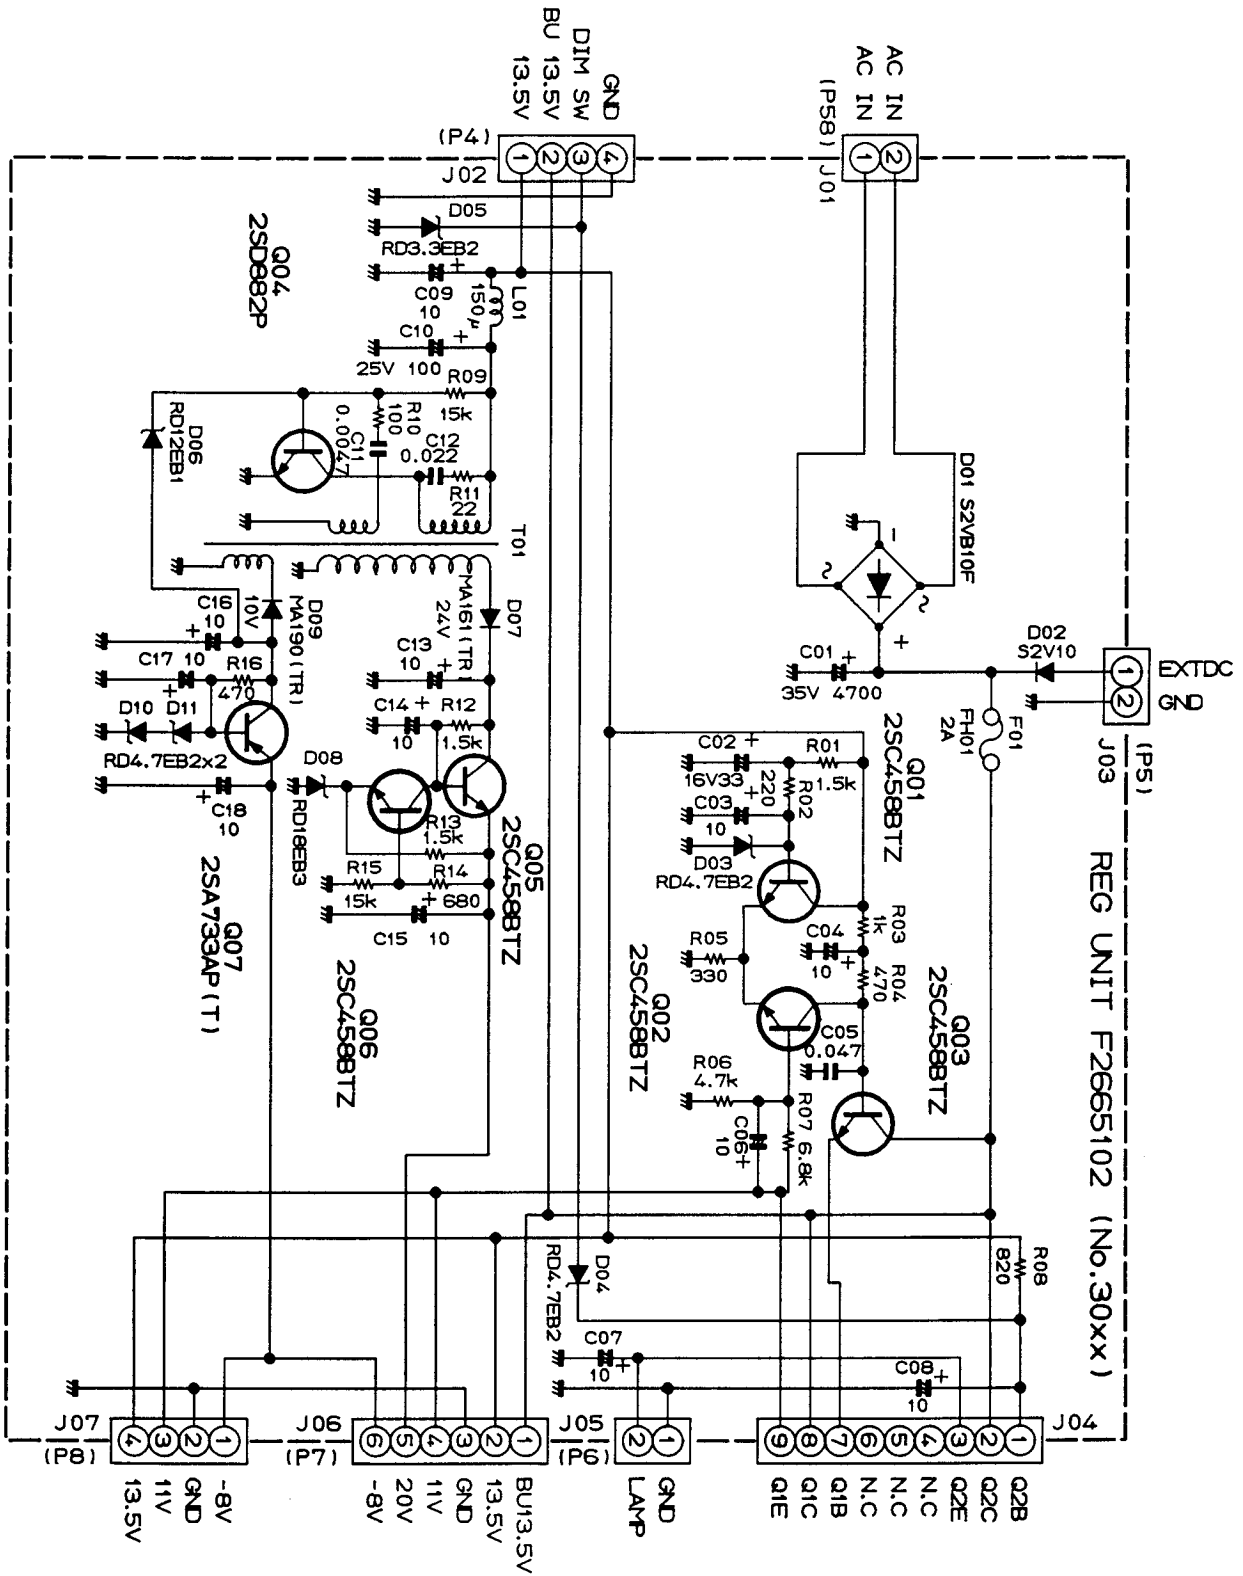 BU 13.5V
13.5V
DIM SW
GND
(P4)
J02
1
2
3
4
AC IN
AC IN
(P58)
J01
1
2
D05
RD3.3EB2
C09
10
+
L01
150μ
C10
100
25V
+
Q04
2SD882P
R09
15k
R10
100
C11
0.0047
C12
0.022
R11
22
D06
RD12EB1
T01
D01 S2VB10F
−
+
~
~
C01
35V 4700
+
D02
S2V10
1
2
EXTDC
GND
J03
(P5)
F01
FH01
2A
REG UNIT F2665102 (No.30xx)
D09
MA190(TR)
10V
C16
10
+
C17
10
+
R16
470
D10
D11
RD4.7EB2x2
C18
10
+
Q07
2SA733AP(T)
D07
MA161(TR)
24V
C13
10
+
C14
10
+
R12
1.5k
D08
RD18EB3
R13
1.5k
R14
680
R15
15k
C15
10
+
Q05
2SC458BTZ
Q06
2SC458BTZ
Q01
2SC458BTZ
C02
16V33
+
R01
1.5k
R02
220
C03
10
+
D03
RD4.7EB2
R03
1k
C04
10
+
R04
470
R05
330
Q02
2SC458BTZ
Q03
2SC458BTZ
C05
0.047
R06
4.7k
C06
10
+
R07 6.8k
D04
RD4.7EB2
R08
820
C07
10
+
C08
10
+
J07
(P8)
4
3
2
1
13.5V
11V
GND
-8V
J06
(P7)
6
5
4
3
2
1
-8V
20V
11V
GND
13.5V
BU13.5V
J05
(P6)
2
1
LAMP
GND
J04
9
8
7
6
5
4
3
2
1
Q1E
Q1C
Q1B
N.C
N.C
N.C
Q2E
Q2C
Q2B